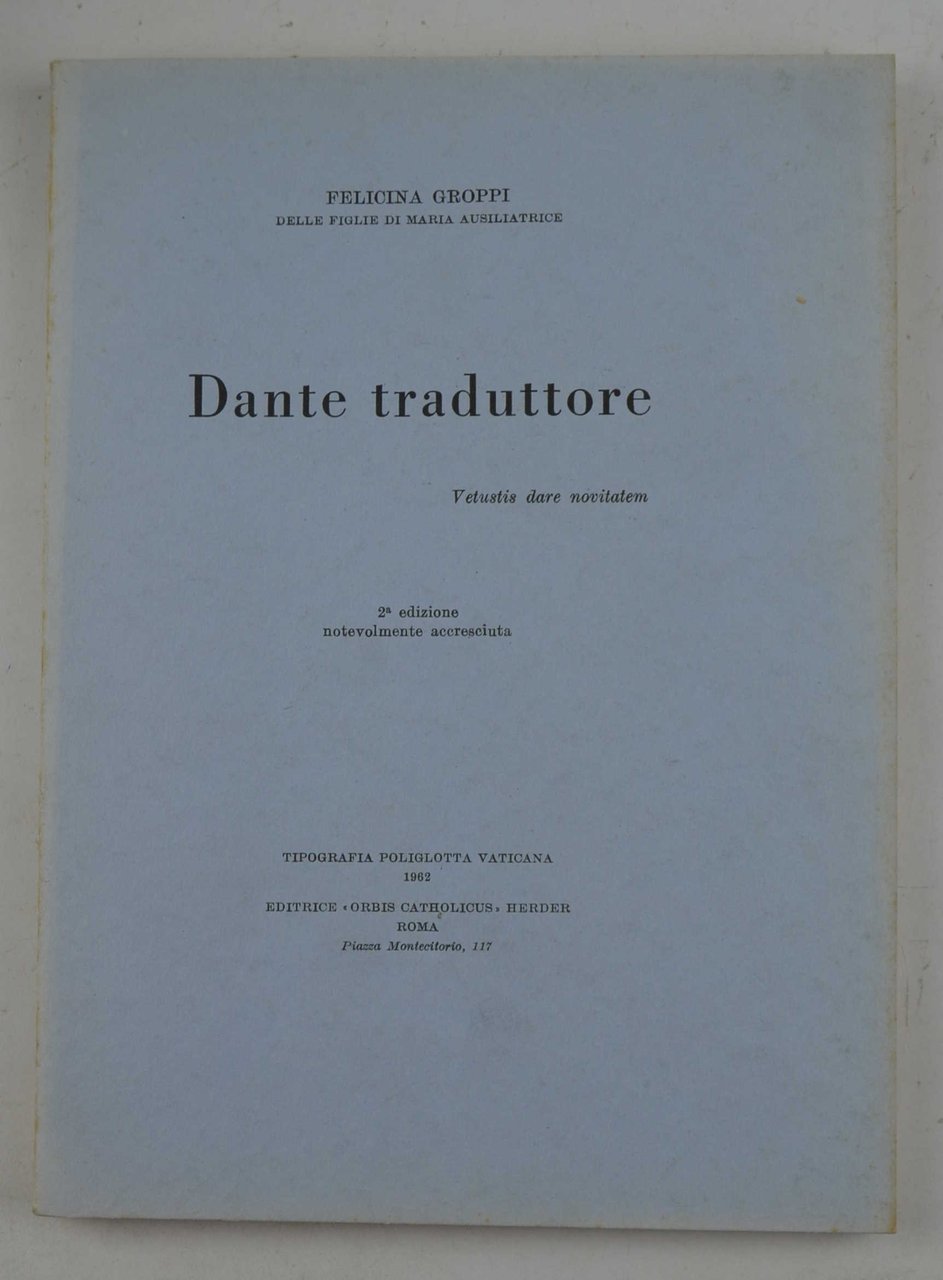 FELICINA GROPPI
DELLE FIGLIE DI MARIA AUSILIATRICE
Dante traduttore
Vetustis dare novitatem
2ª edizione
notevolmente accresciuta
TIPOGRAFIA POLIGLOTTA VATICANA
1962
EDITRICE «ORBIS CATHOLICUS» HERDER
ROMA
Piazza Montecitorio, 117